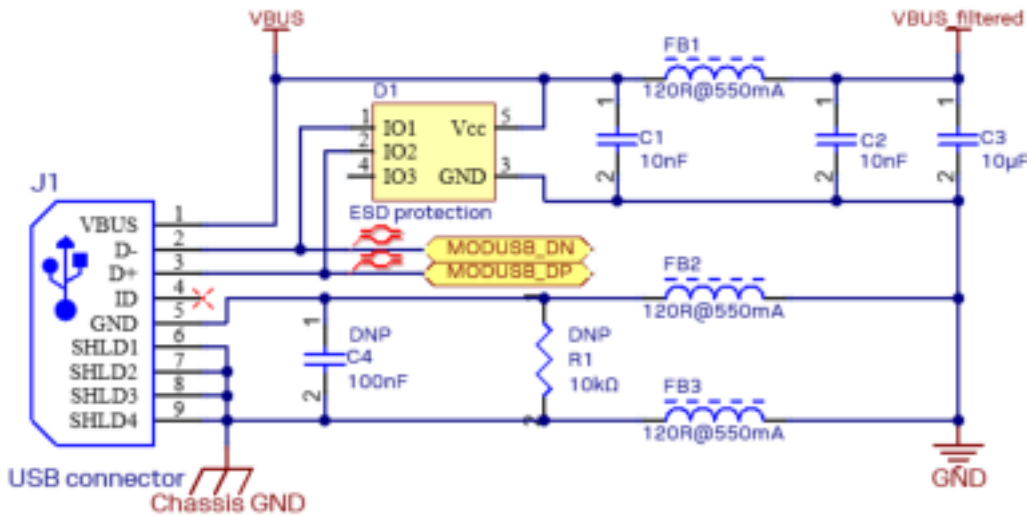 VBUS
VBUS_filtered
FB1
120R@550mA
D1
1 IO1 Vcc 5
2 IO2
4 IO3 GND 3
ESD protection
1
C1
10nF
2
1
C2
10nF
2
1
C3
10µF
2
J1
VBUS 1
D- 2
D+ 3
ID 4
GND 5
SHLD1 6
SHLD2 7
SHLD3 8
SHLD4 9
USB connector
Chassis GND
MODUSB_DN
MODUSB_DP
1
DNP
C4
100nF
2
DNP
R1
10kΩ
2
FB2
120R@550mA
FB3
120R@550mA
GND